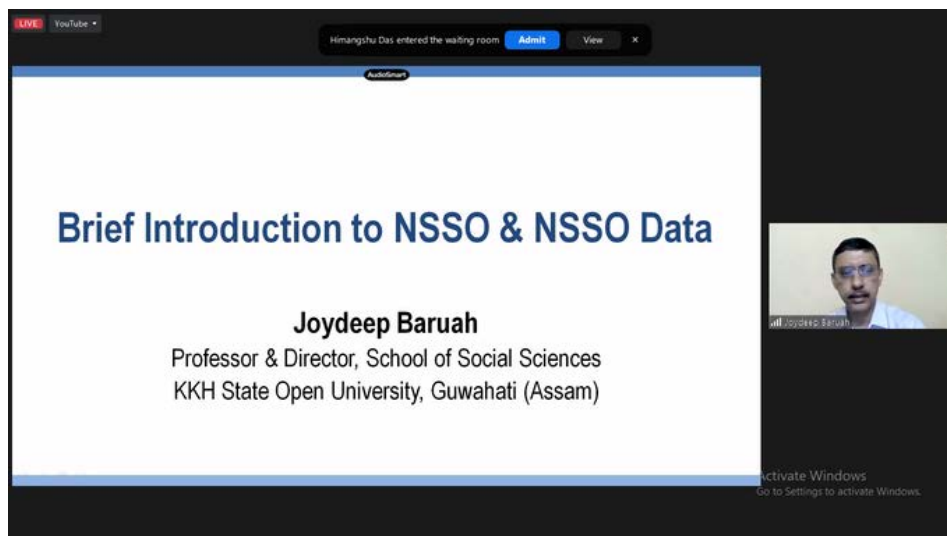 LIVE YouTube
Himangshu Das entered the waiting room Admit View ×
AudioSmart
Brief Introduction to NSSO & NSSO Data
Joydeep Baruah
Professor & Director, School of Social Sciences
KKH State Open University, Guwahati (Assam)
Joydeep Baruah
Activate Windows
Go to Settings to activate Windows.